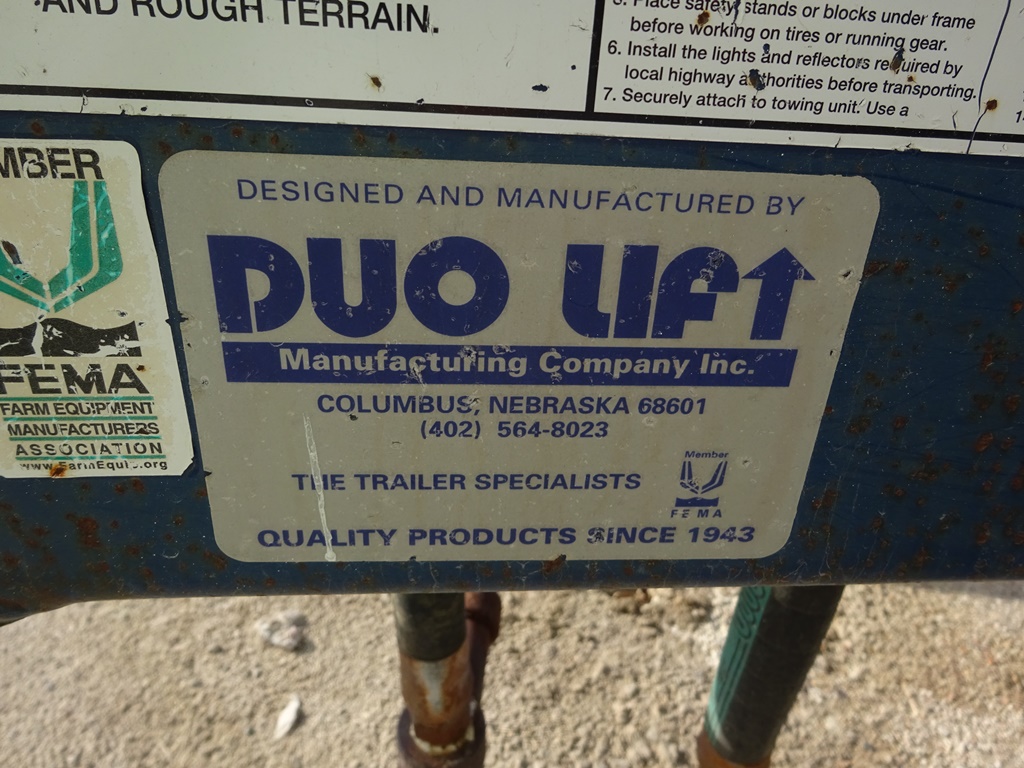 AND ROUGH TERRAIN.
5. Place safety stands or blocks under frame
before working on tires or running gear.
6. Install the lights and reflectors required by
local highway authorities before transporting.
7. Securely attach to towing unit. Use a
MBER
FEMA
FARM EQUIPMENT
MANUFACTURERS
ASSOCIATION
DESIGNED AND MANUFACTURED BY
DUO LIFT
Manufacturing Company Inc.
COLUMBUS, NEBRASKA 68601
(402) 564-8023
THE TRAILER SPECIALISTS
Member
FEMA
QUALITY PRODUCTS SINCE 1943